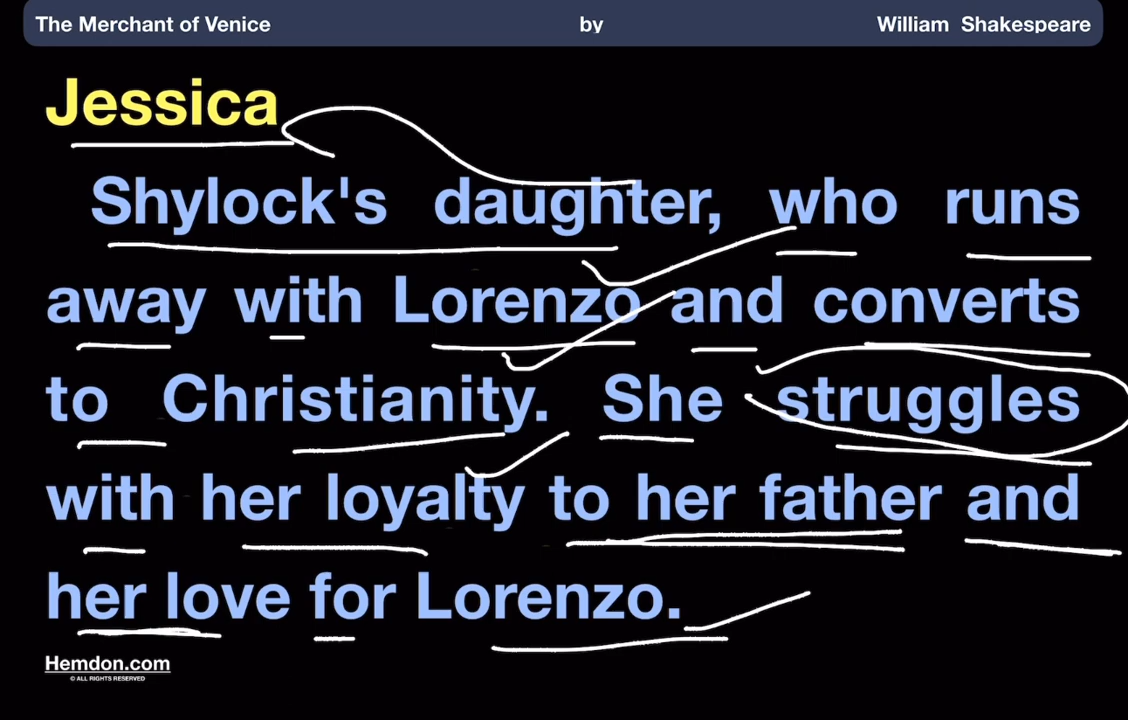 The Merchant of Venice by William Shakespeare
Jessica
Shylock's daughter, who runs
away with Lorenzo and converts
to Christianity. She struggles
with her loyalty to her father and
her love for Lorenzo.
Hemdon.com
© ALL RIGHTS RESERVED